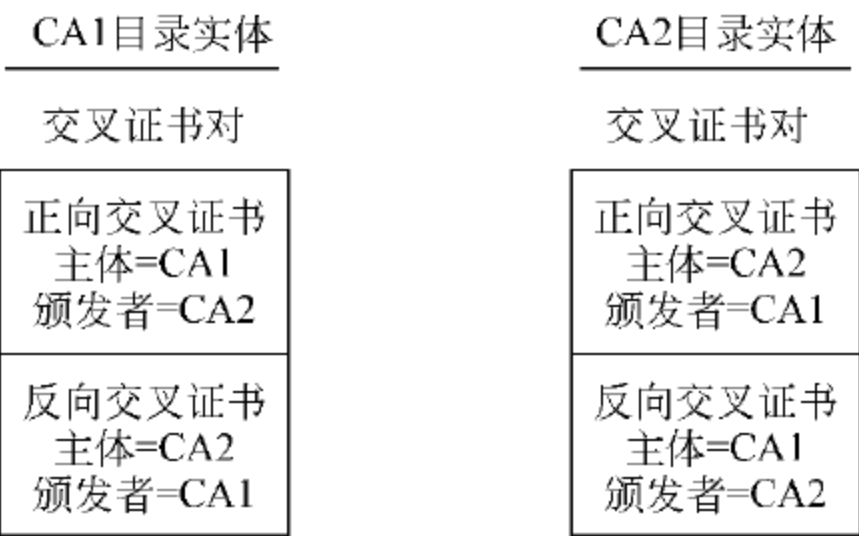 CA1目录实体
交叉证书对
正向交叉证书
主体=CA1
颁发者=CA2
反向交叉证书
主体=CA2
颁发者=CA1
CA2目录实体
交叉证书对
正向交叉证书
主体=CA2
颁发者=CA1
反向交叉证书
主体=CA1
颁发者=CA2